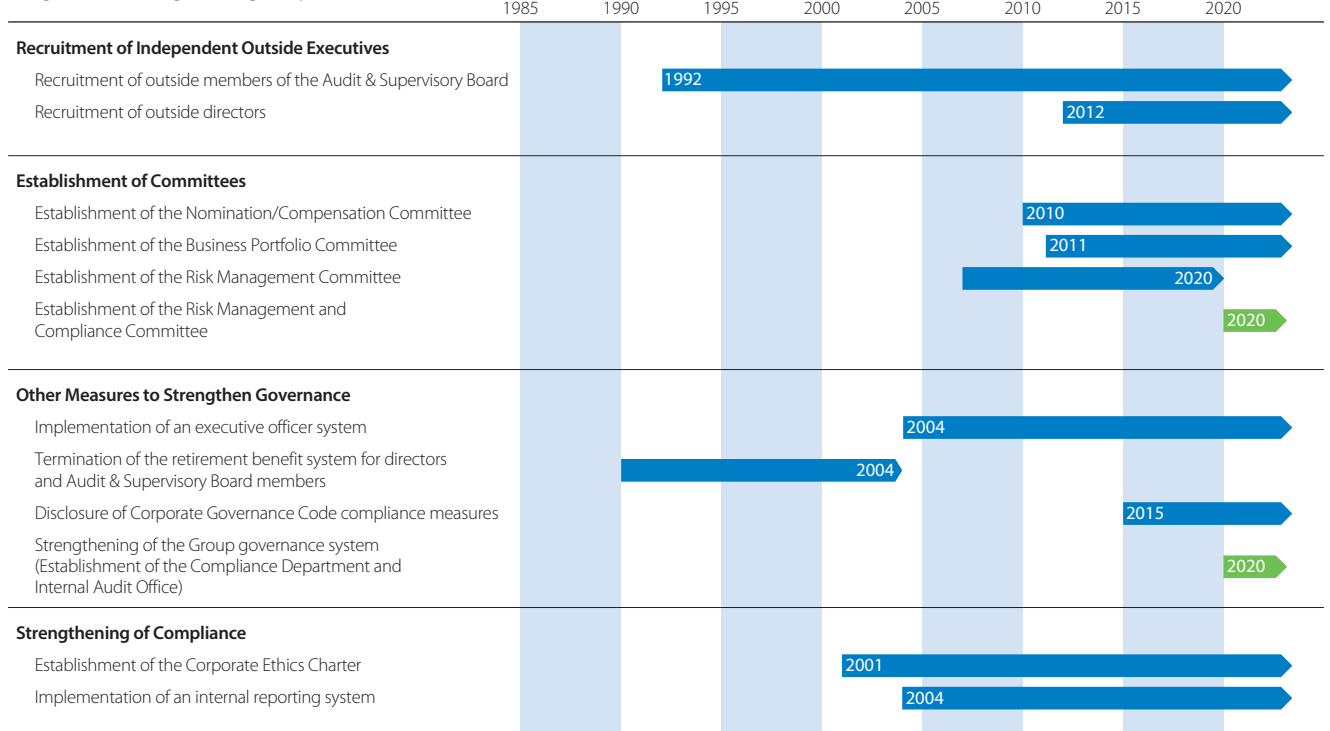 1985 1990 1995 2000 2005 2010 2015 2020
Recruitment of Independent Outside Executives
Recruitment of outside members of the Audit & Supervisory Board 1992
Recruitment of outside directors 2012
Establishment of Committees
Establishment of the Nomination/Compensation Committee 2010
Establishment of the Business Portfolio Committee 2011
Establishment of the Risk Management Committee 2020
Establishment of the Risk Management and
Compliance Committee 2020
Other Measures to Strengthen Governance
Implementation of an executive officer system 2004
Termination of the retirement benefit system for directors
and Audit & Supervisory Board members 2004
Disclosure of Corporate Governance Code compliance measures 2015
Strengthening of the Group governance system
(Establishment of the Compliance Department and 2020
Internal Audit Office)
Strengthening of Compliance
Establishment of the Corporate Ethics Charter 2001
Implementation of an internal reporting system 2004